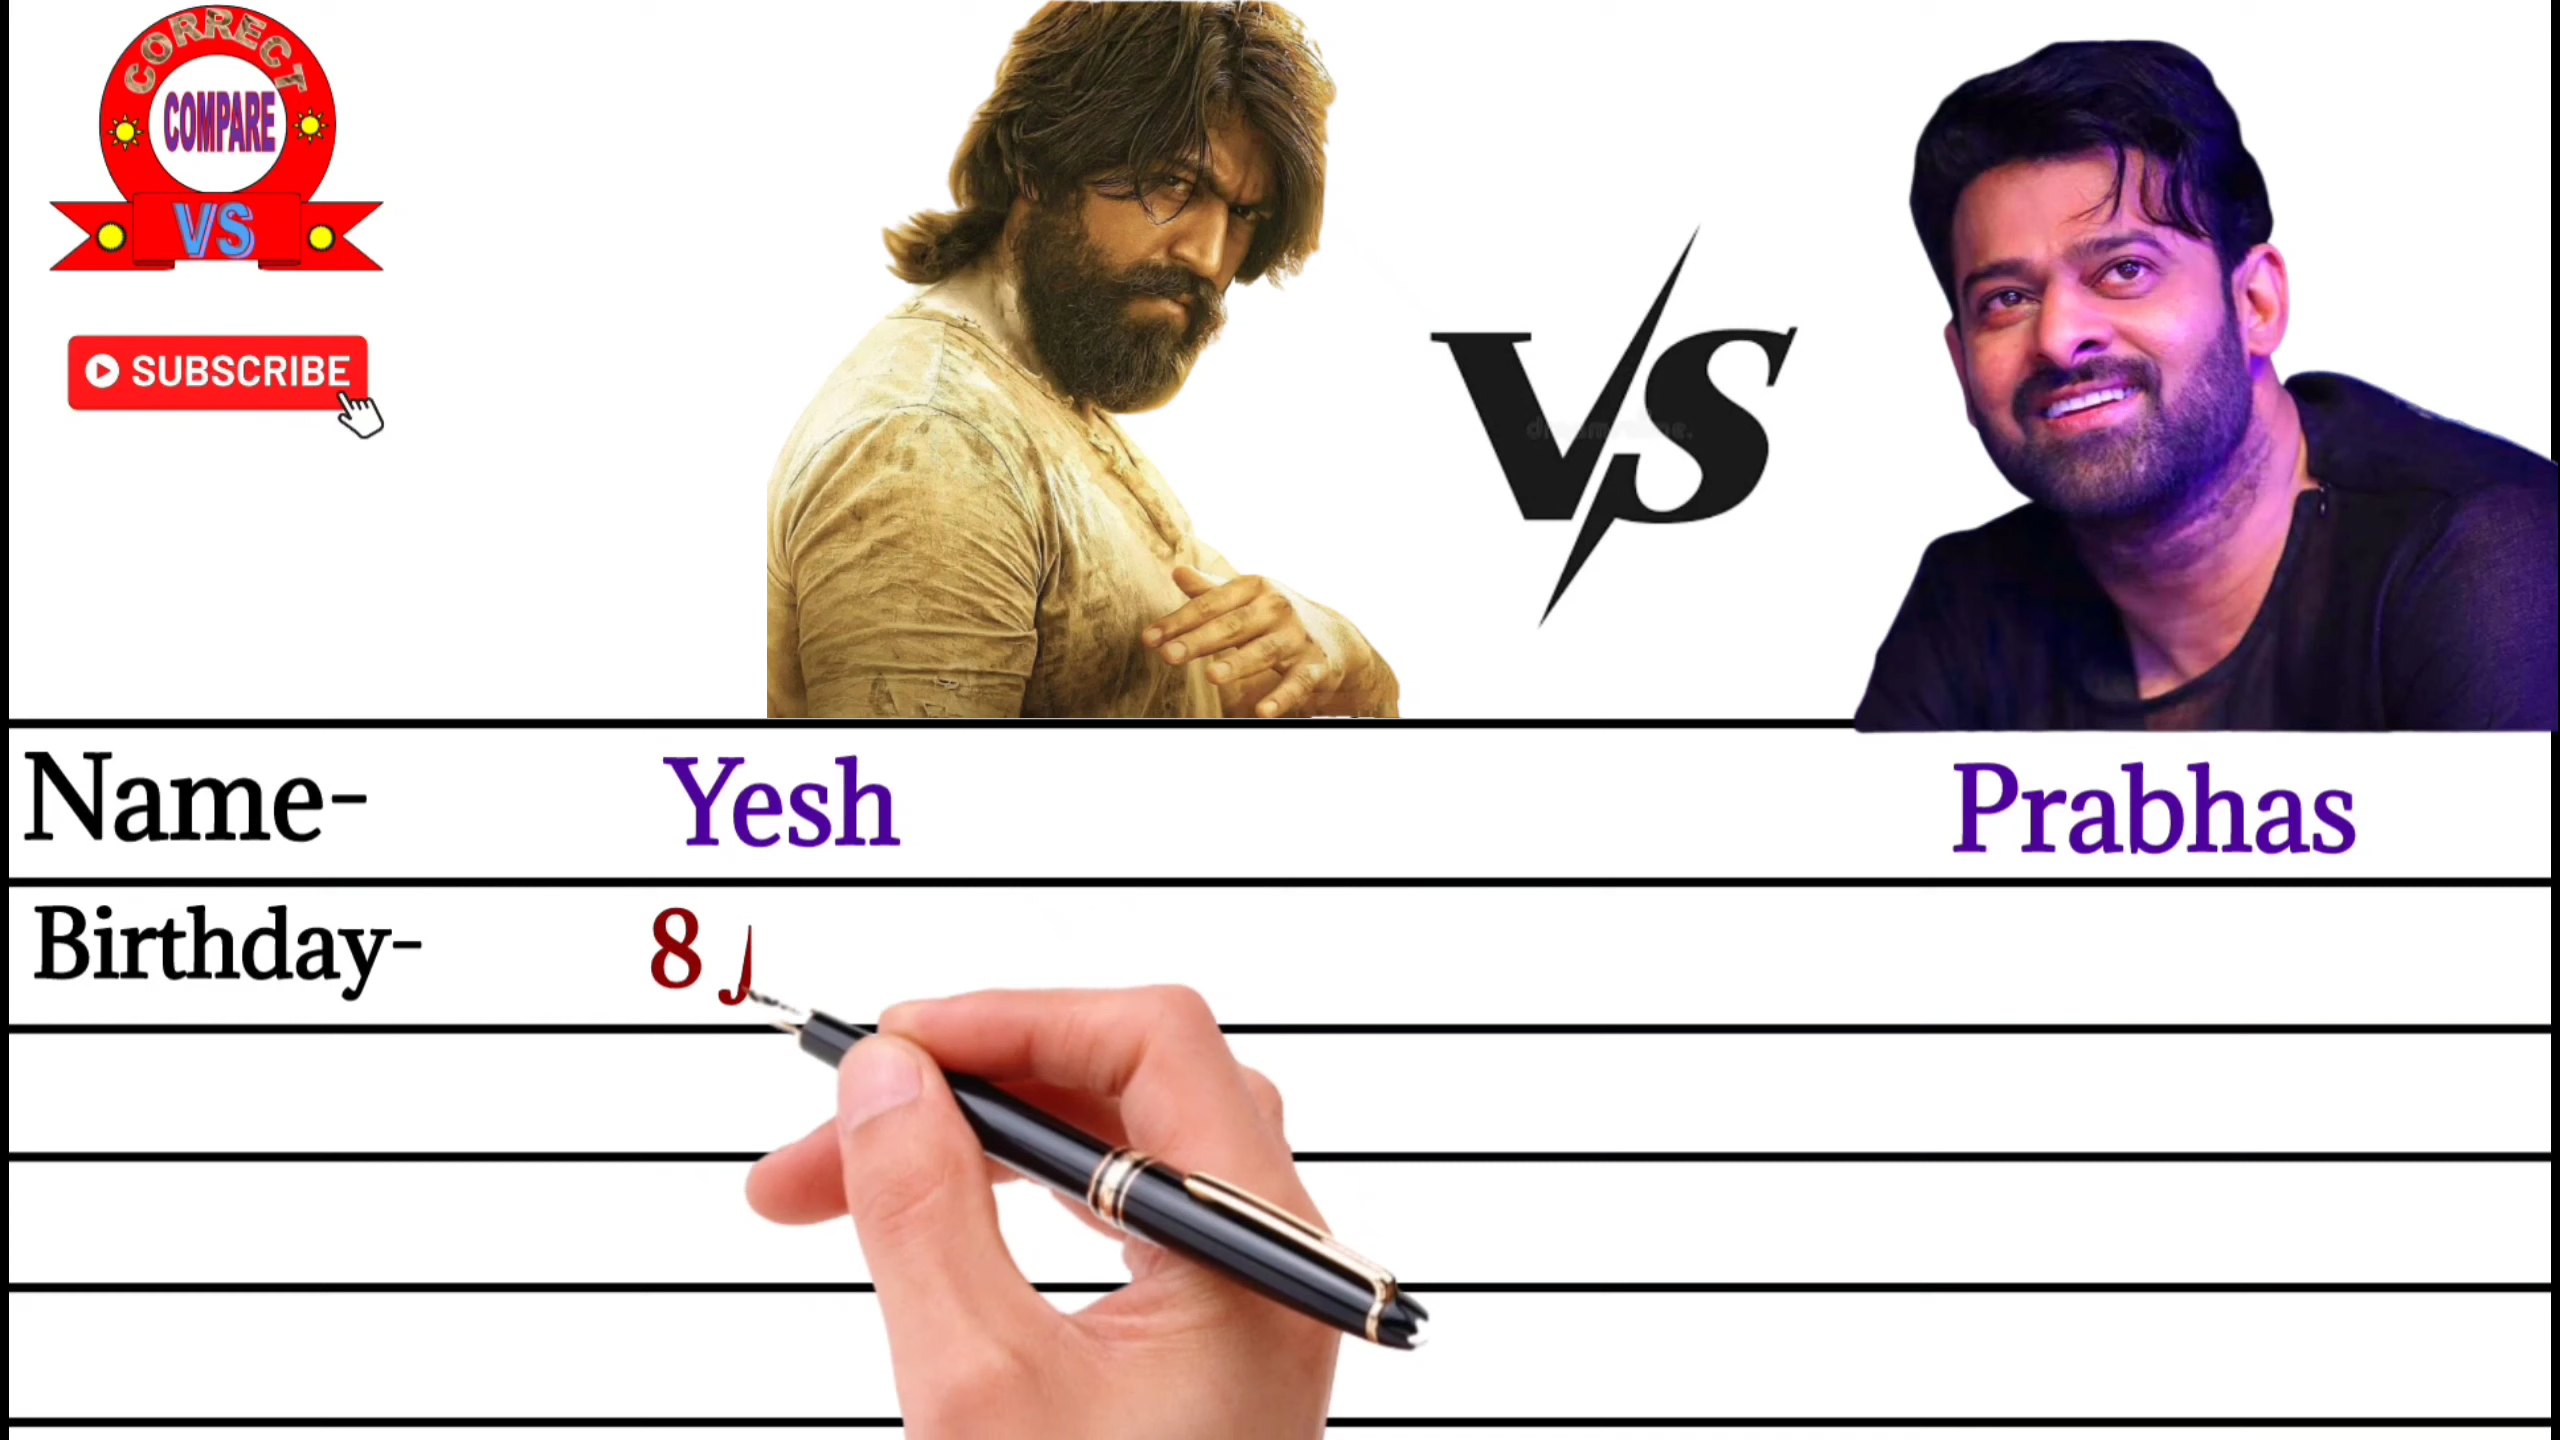 CORRECT
COMPARE
VS
SUBSCRIBE
VS
Name- Yesh Prabhas
Birthday- 8 J